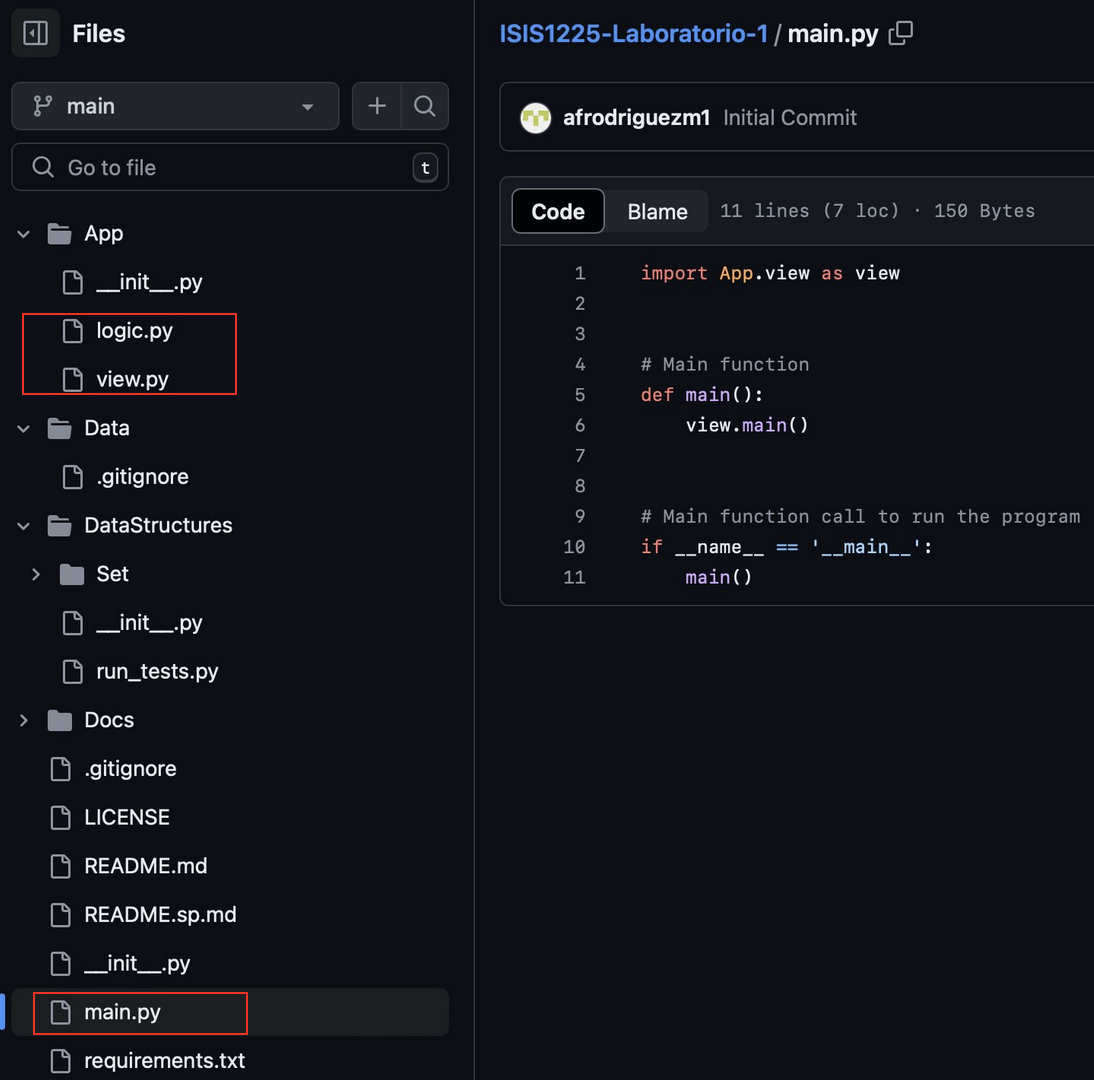 Files
main
Go to file
t
App
__init__.py
logic.py
view.py
Data
.gitignore
DataStructures
Set
__init__.py
run_tests.py
Docs
.gitignore
LICENSE
README.md
README.sp.md
__init__.py
main.py
requirements.txt
ISIS1225-Laboratorio-1 / main.py
afrodriguezm1 Initial Commit
Code Blame 11 lines (7 loc) · 150 Bytes
1 import App.view as view
2
3
4 # Main function
5 def main():
6     view.main()
7
8
9 # Main function call to run the program
10 if __name__ == '__main__':
11     main()